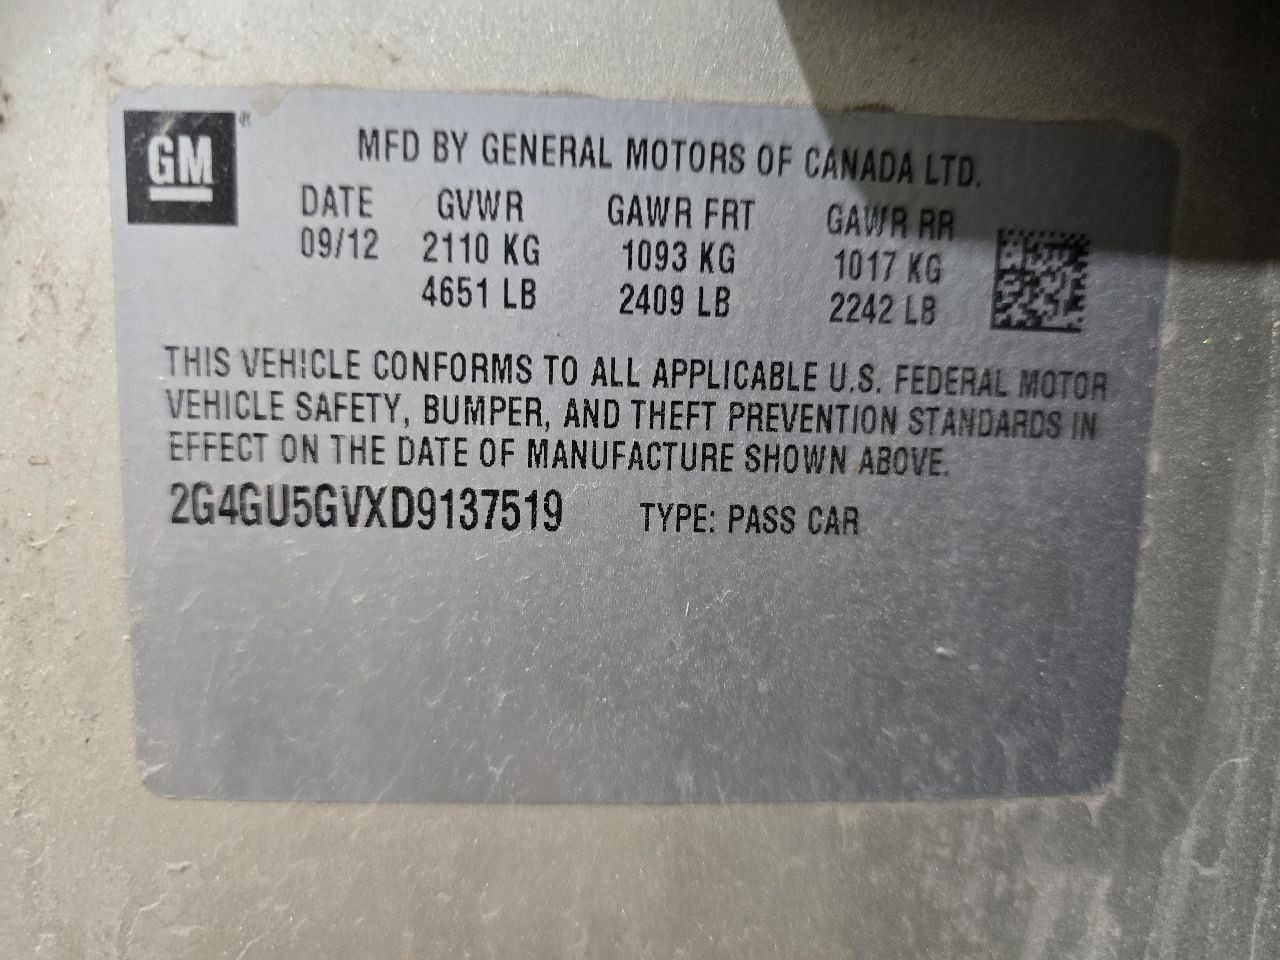 GM
MFD BY GENERAL MOTORS OF CANADA LTD.
DATE GVWR GAWR FRT GAWR RR
09/12 2110 KG 1093 KG 1017 KG
4651 LB 2409 LB 2242 LB
THIS VEHICLE CONFORMS TO ALL APPLICABLE U.S. FEDERAL MOTOR
VEHICLE SAFETY, BUMPER, AND THEFT PREVENTION STANDARDS IN
EFFECT ON THE DATE OF MANUFACTURE SHOWN ABOVE.
2G4GU5GVXD9137519 TYPE: PASS CAR